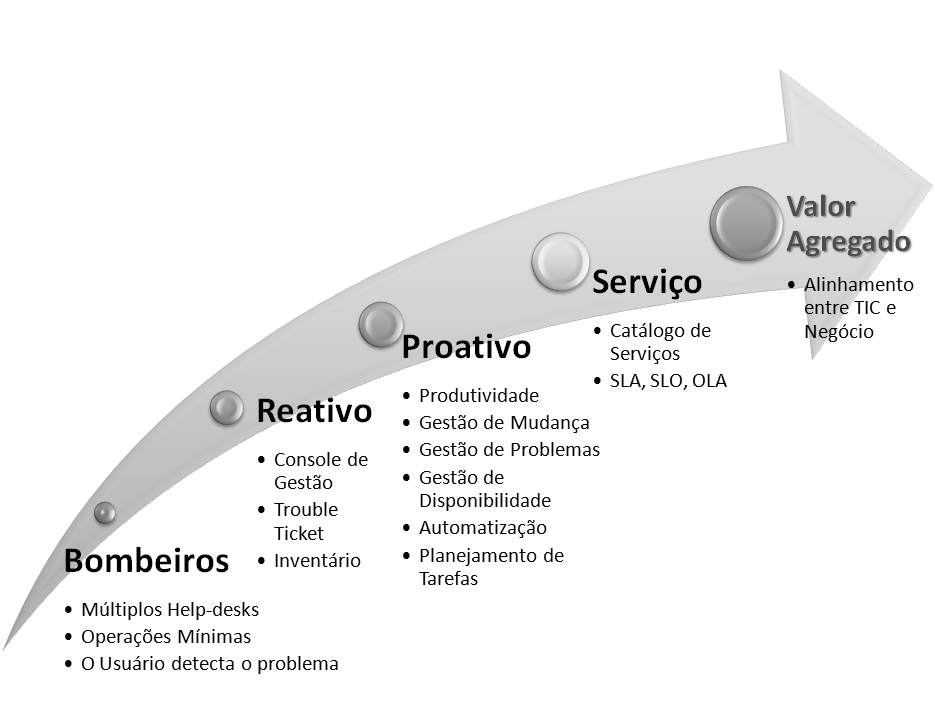 Bombeiros
• Múltiplos Help-desks
• Operações Mínimas
• O Usuário detecta o problema
Reativo
• Console de
Gestão
• Trouble
Ticket
• Inventário
Proativo
• Produtividade
• Gestão de Mudança
• Gestão de Problemas
• Gestão de
Disponibilidade
• Automatização
• Planejamento de
Tarefas
Serviço
• Catálogo de
Serviços
• SLA, SLO, OLA
Valor
Agregado
• Alinhamento
entre TIC e
Negócio